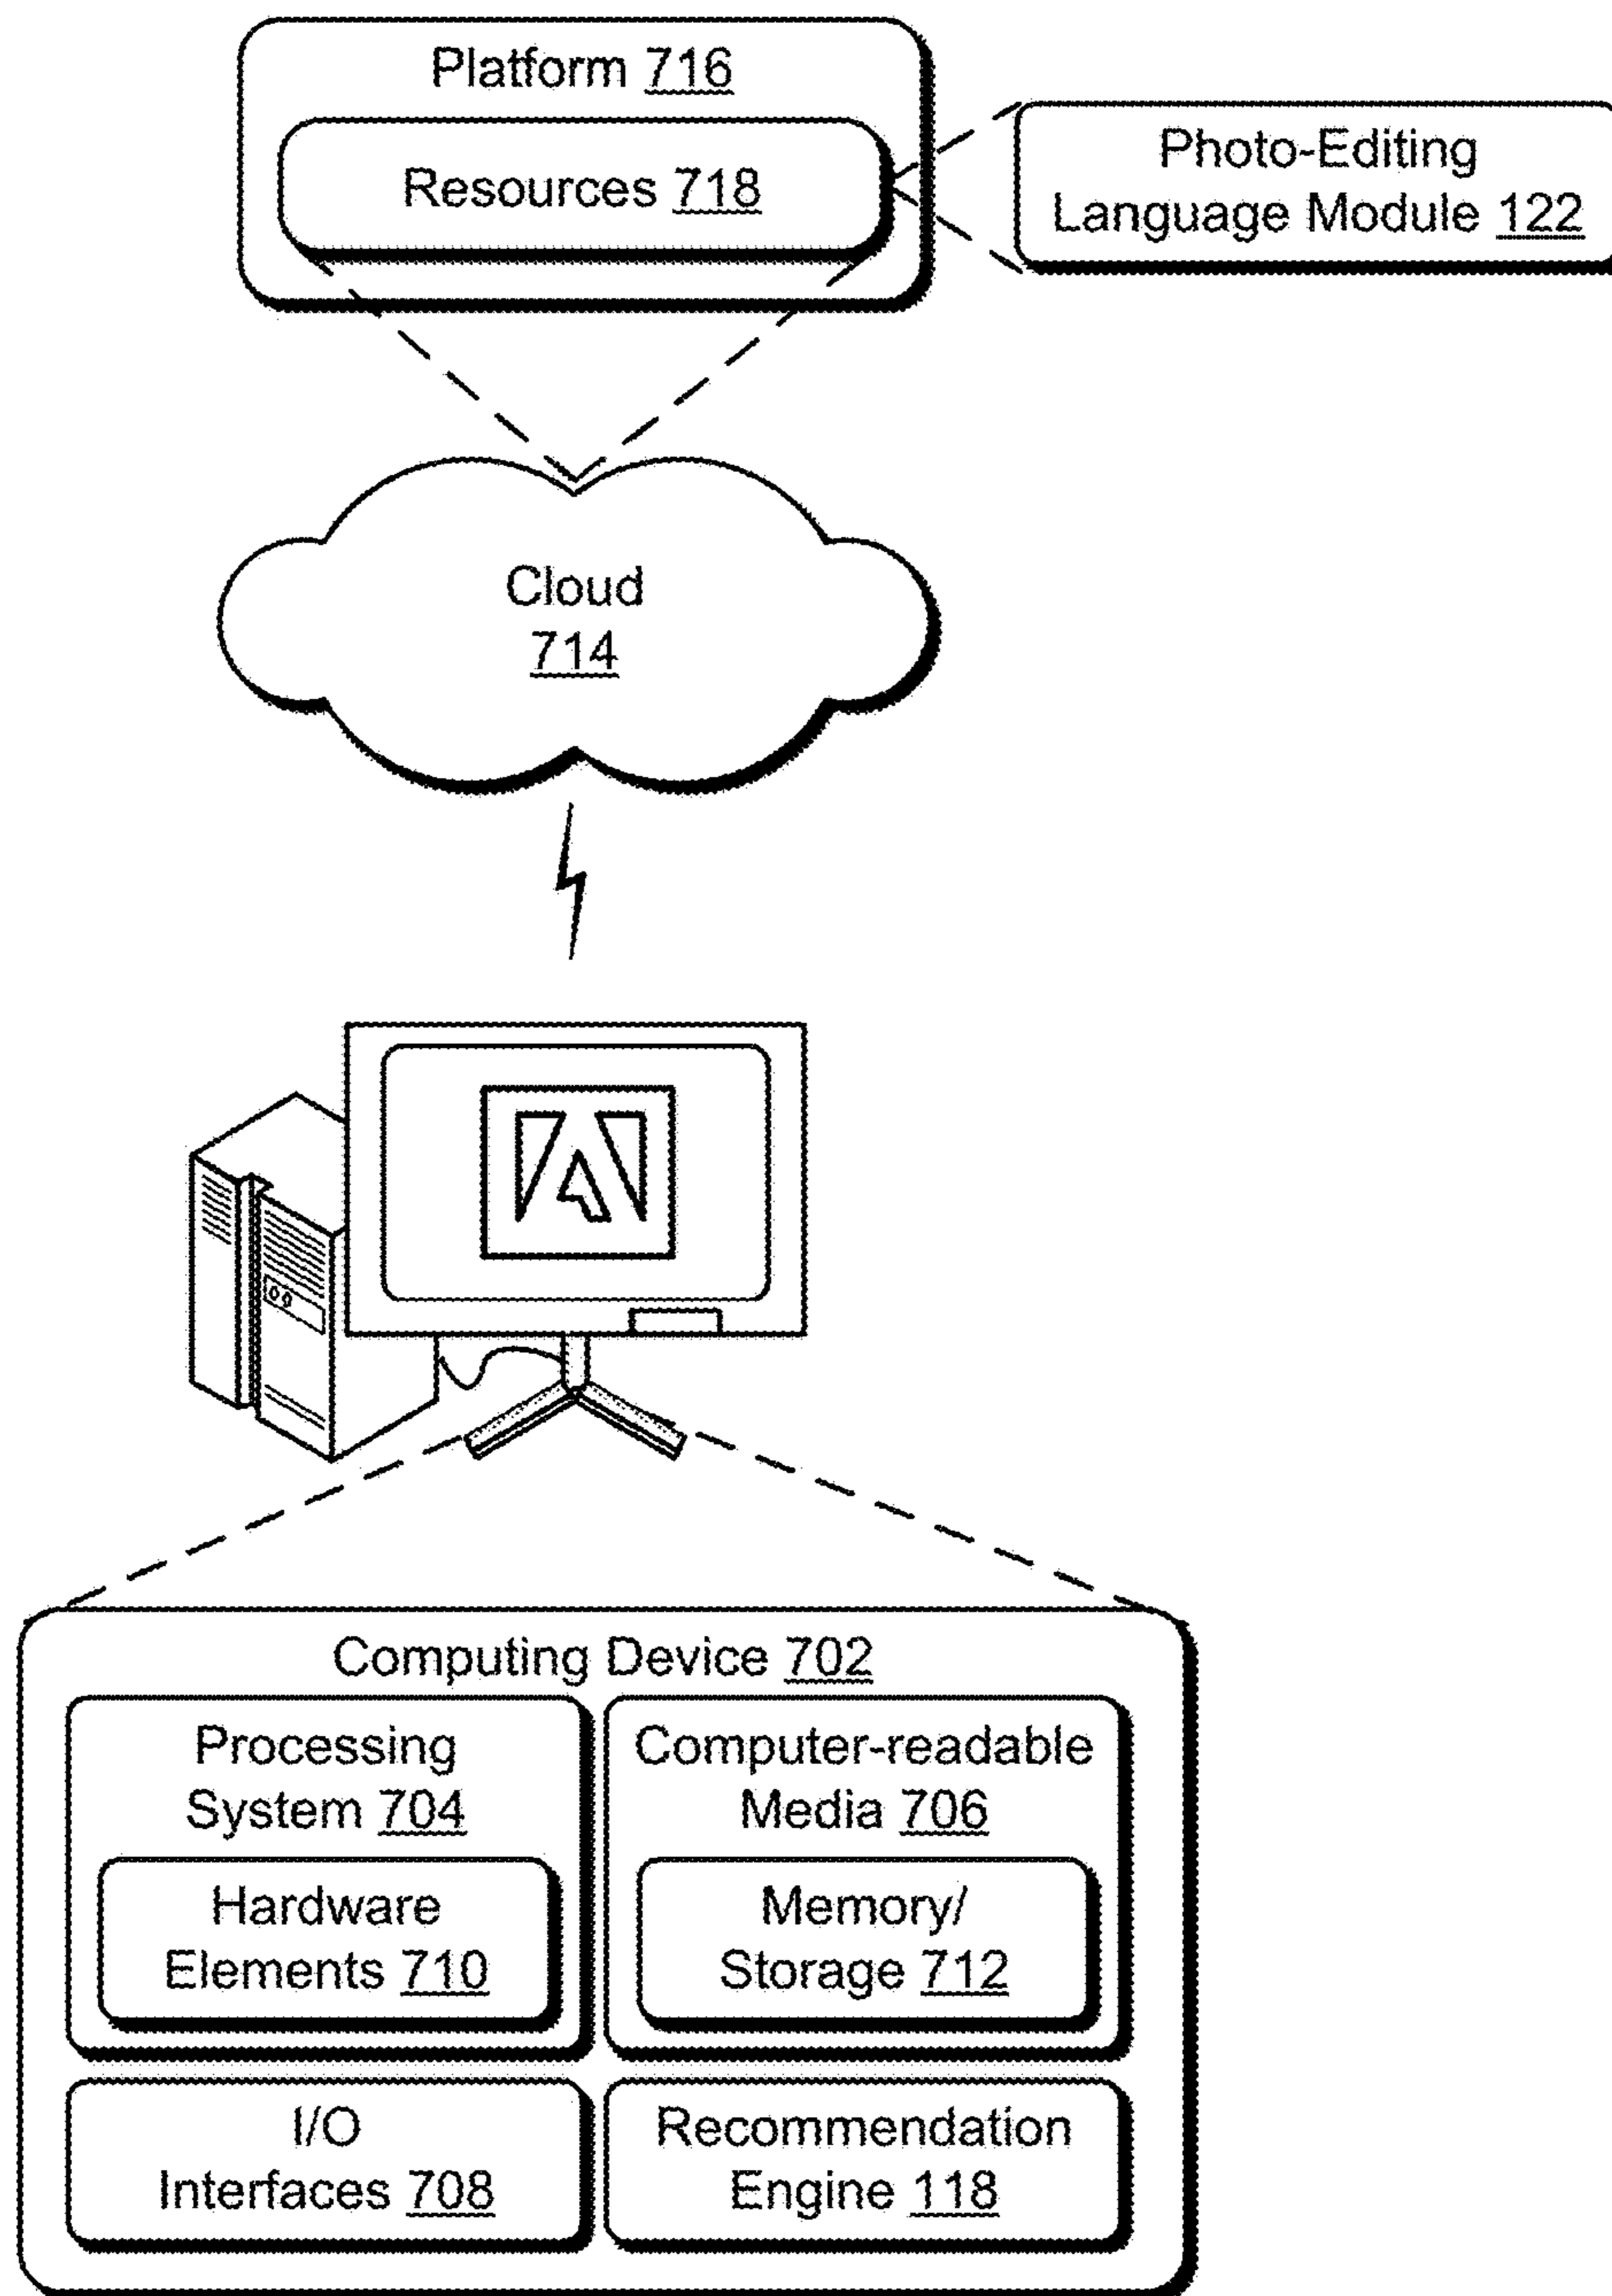 Platform 716
Resources 718
Photo-Editing
Language Module 122
Cloud
714
Computing Device 702
Processing
System 704
Hardware
Elements 710
Computer-readable
Media 706
Memory/
Storage 712
I/O
Interfaces 708
Recommendation
Engine 118